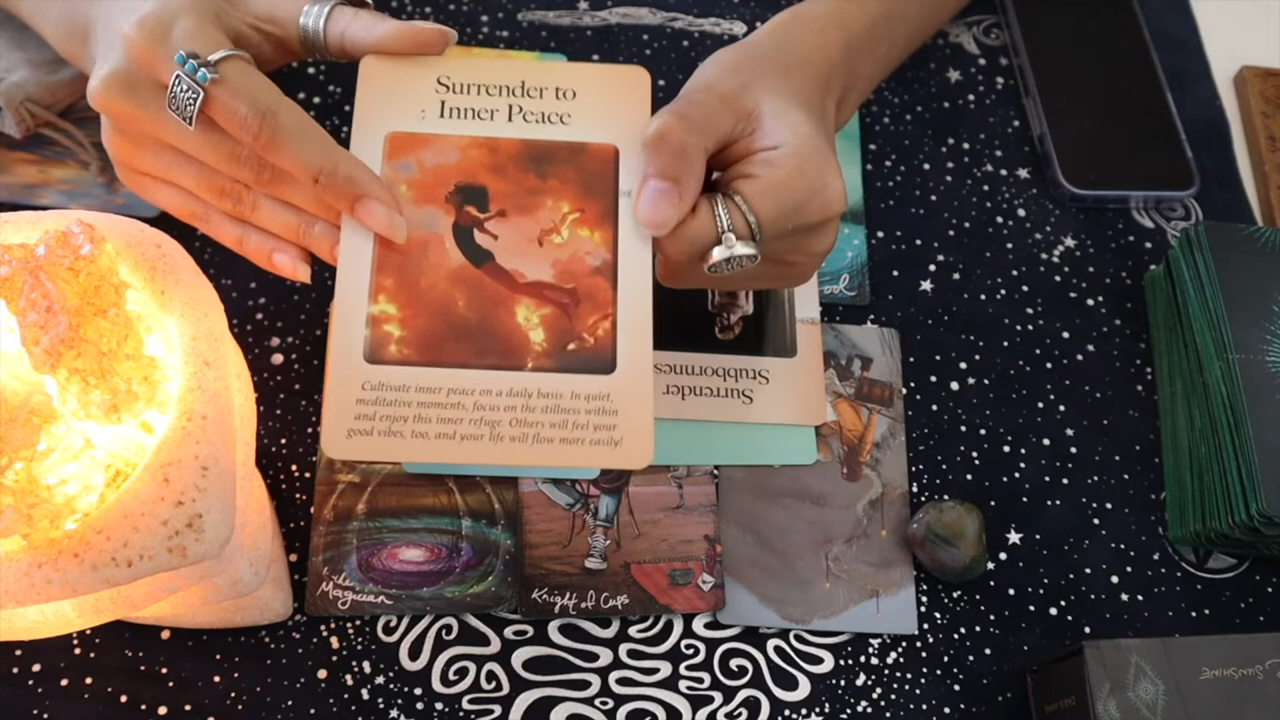 Surrender to
Inner Peace
Cultivate inner peace on a daily basis. In quiet,
meditative moments, focus on the stillness within
and enjoy this inner refuge. Others will feel your
good vibes, too, and your life will flow more easily!
Surrender
Stubbornness
the
Magician
Knight of Cups
SUNSHINE